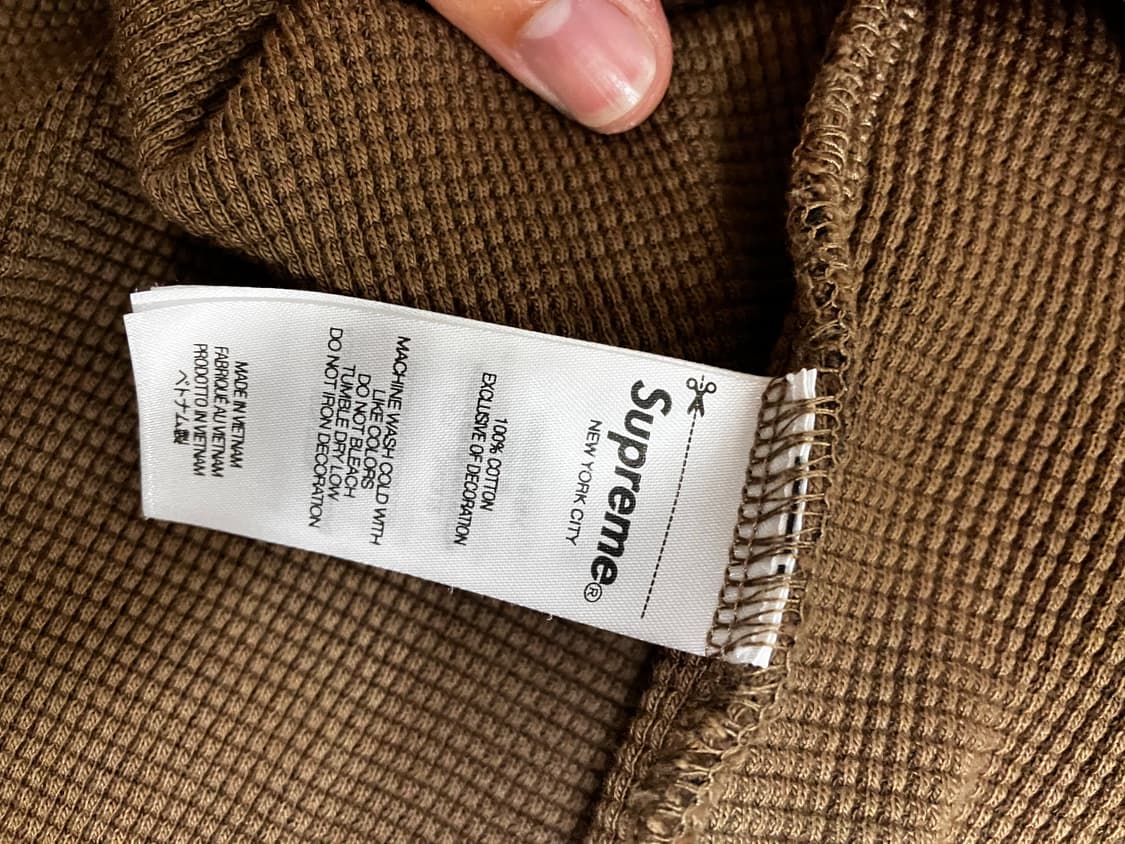 Supreme®
NEW YORK CITY
100% COTTON
EXCLUSIVE OF DECORATION
MACHINE WASH COLD WITH
LIKE COLORS
DO NOT BLEACH
TUMBLE DRY LOW
DO NOT IRON DECORATION
MADE IN VIETNAM
FABRIQUÉ AU VIETNAM
PRODOTTO IN VIETNAM
ベトナム製